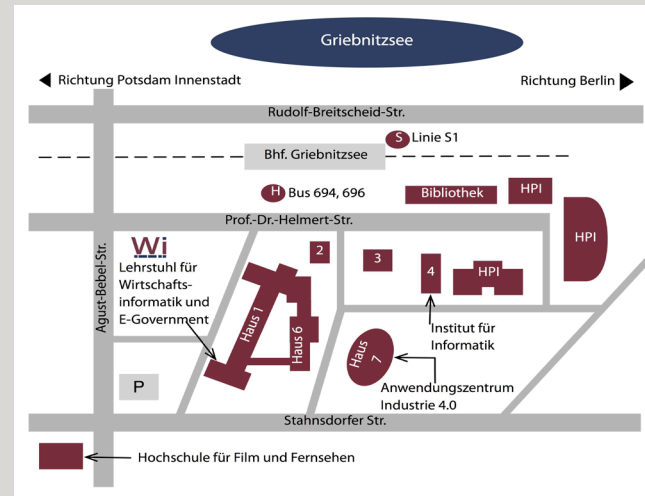 Griebnitzsee
Richtung Potsdam Innenstadt
Richtung Berlin
Rudolf-Breitscheid-Str.
S Linie S1
Bhf. Griebnitzsee
H Bus 694, 696
Bibliothek
HPI
Prof.-Dr.-Helmert-Str.
HPI
Agust-Bebel-Str.
Wi
Lehrstuhl für
Wirtschafts-
informatik und
E-Government
2
3
4
HPI
Haus 1
Haus 6
Institut für
Informatik
Haus
7
Anwendungszentrum
Industrie 4.0
P
Stahnsdorfer Str.
Hochschule für Film und Fernsehen